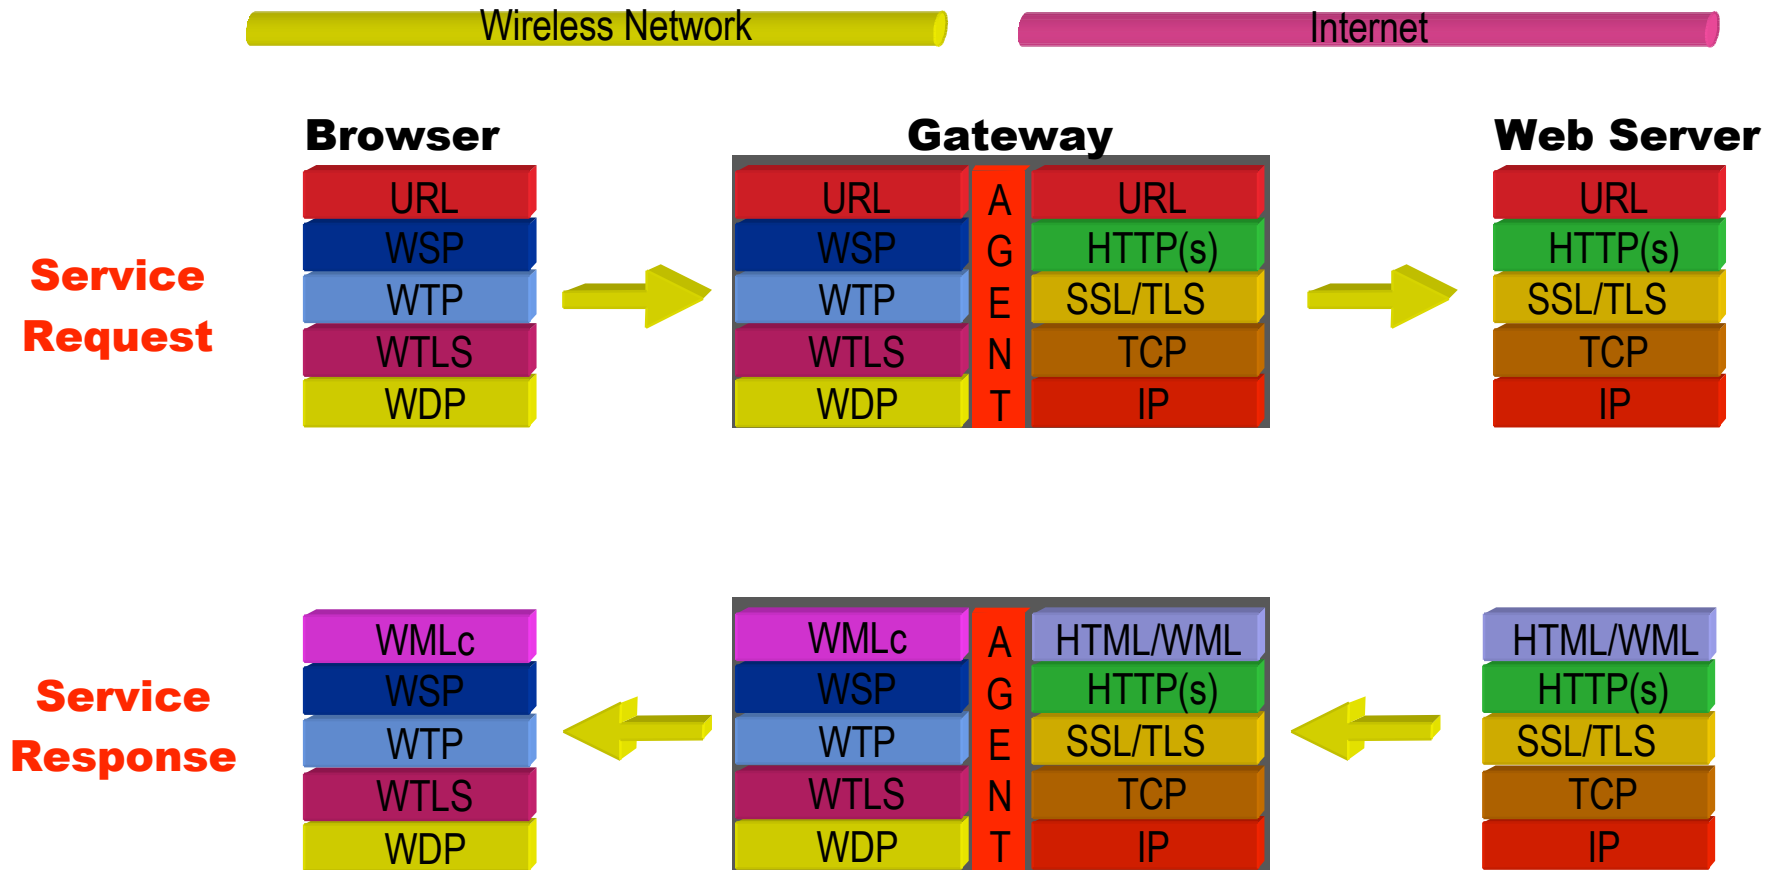 Wireless Network
Internet
Browser
Gateway
Web Server
Service
Request
URL
WSP
WTP
WTLS
WDP
URL
WSP
WTP
WTLS
WDP
A
G
E
N
T
URL
HTTP(s)
SSL/TLS
TCP
IP
URL
HTTP(s)
SSL/TLS
TCP
IP
Service
Response
WMLc
WSP
WTP
WTLS
WDP
WMLc
WSP
WTP
WTLS
WDP
A
G
E
N
T
HTML/WML
HTTP(s)
SSL/TLS
TCP
IP
HTML/WML
HTTP(s)
SSL/TLS
TCP
IP